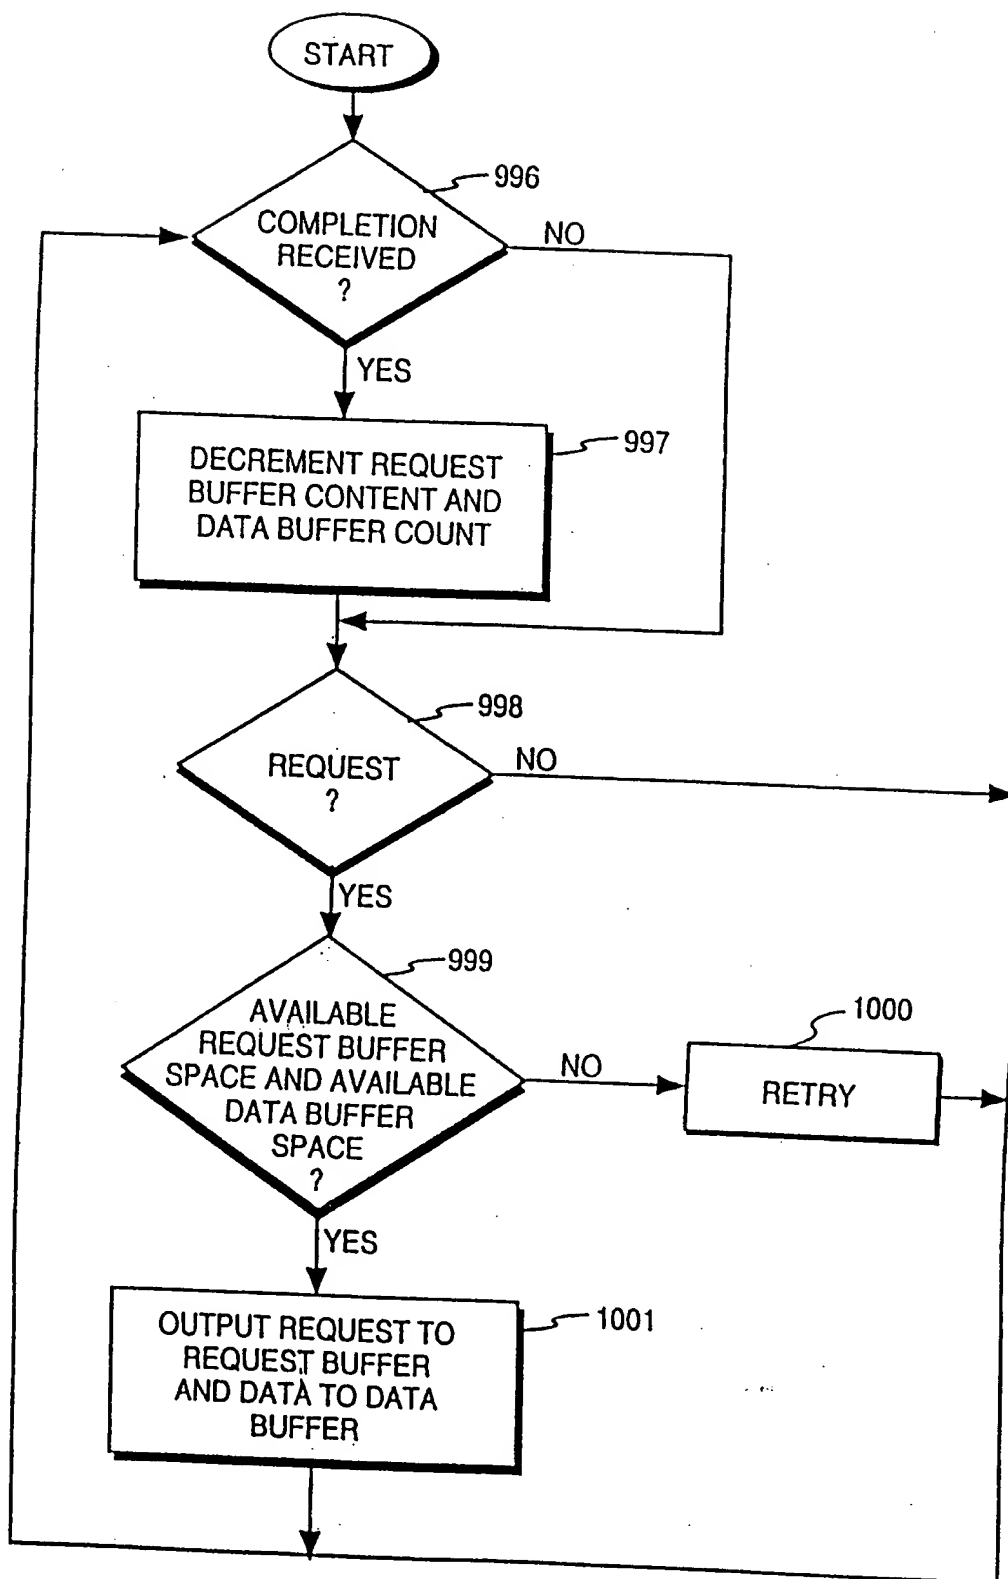 START
996
COMPLETION
RECEIVED
?
NO
YES
997
DECREMENT REQUEST
BUFFER CONTENT AND
DATA BUFFER COUNT
998
REQUEST
?
NO
YES
999
AVAILABLE
REQUEST BUFFER
SPACE AND AVAILABLE
DATA BUFFER
SPACE
?
NO
1000
RETRY
YES
1001
OUTPUT REQUEST TO
REQUEST BUFFER
AND DATA TO DATA
BUFFER